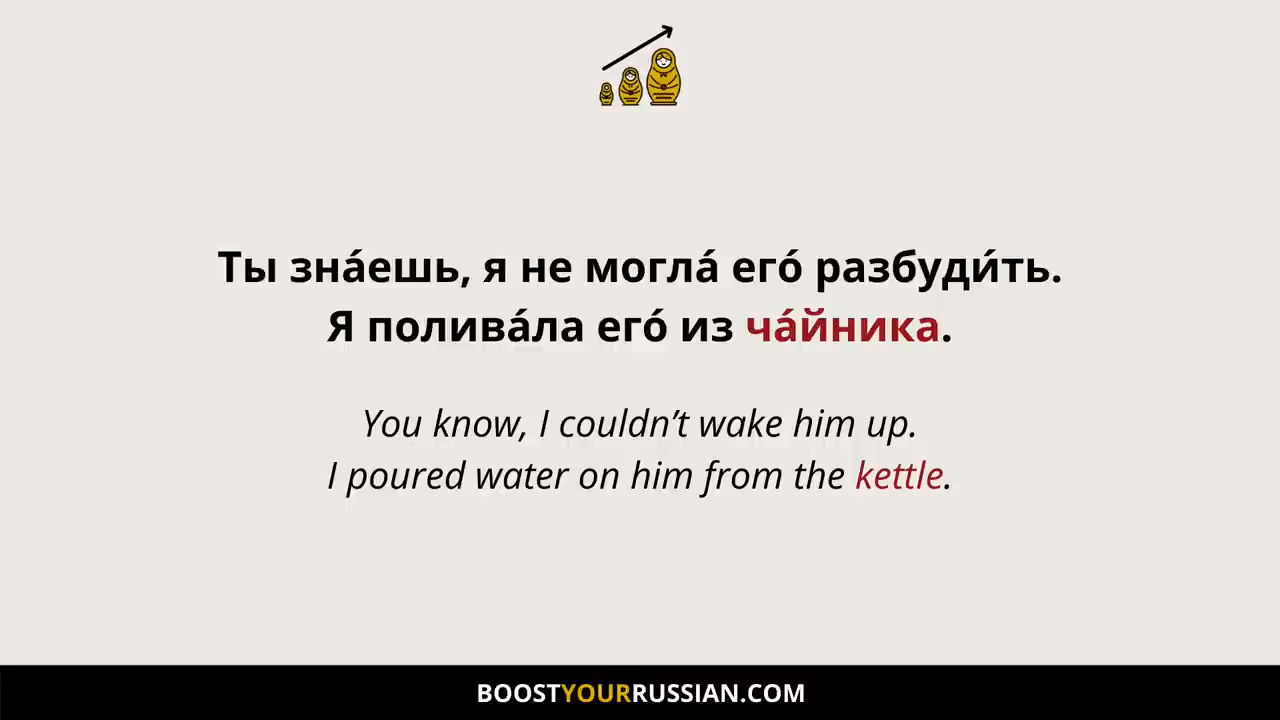 Ты зна́ешь, я не могла́ его́ разбуди́ть.
Я полива́ла его́ из ча́йника.
You know, I couldn’t wake him up.
I poured water on him from the kettle.
BOOSTYOURRUSSIAN.COM